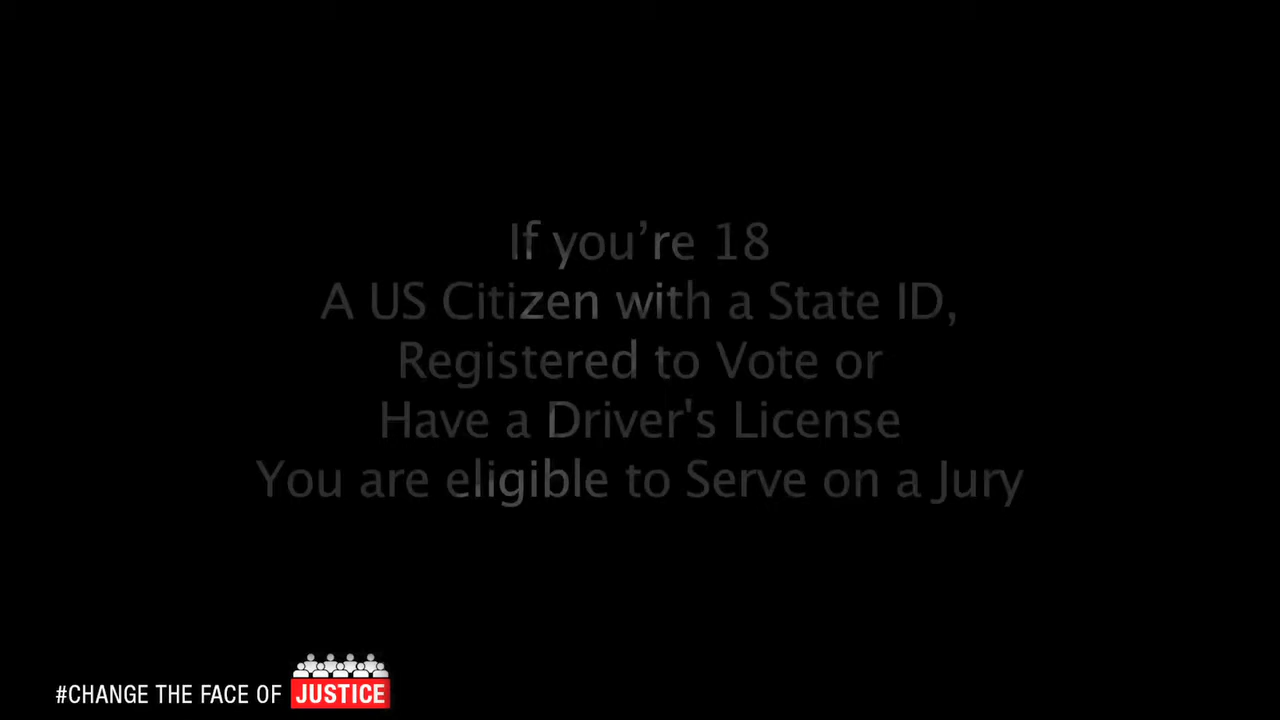 If you’re 18
A US Citizen with a State ID,
Registered to Vote or
Have a Driver's License
You are eligible to Serve on a Jury
#CHANGE THE FACE OF JUSTICE